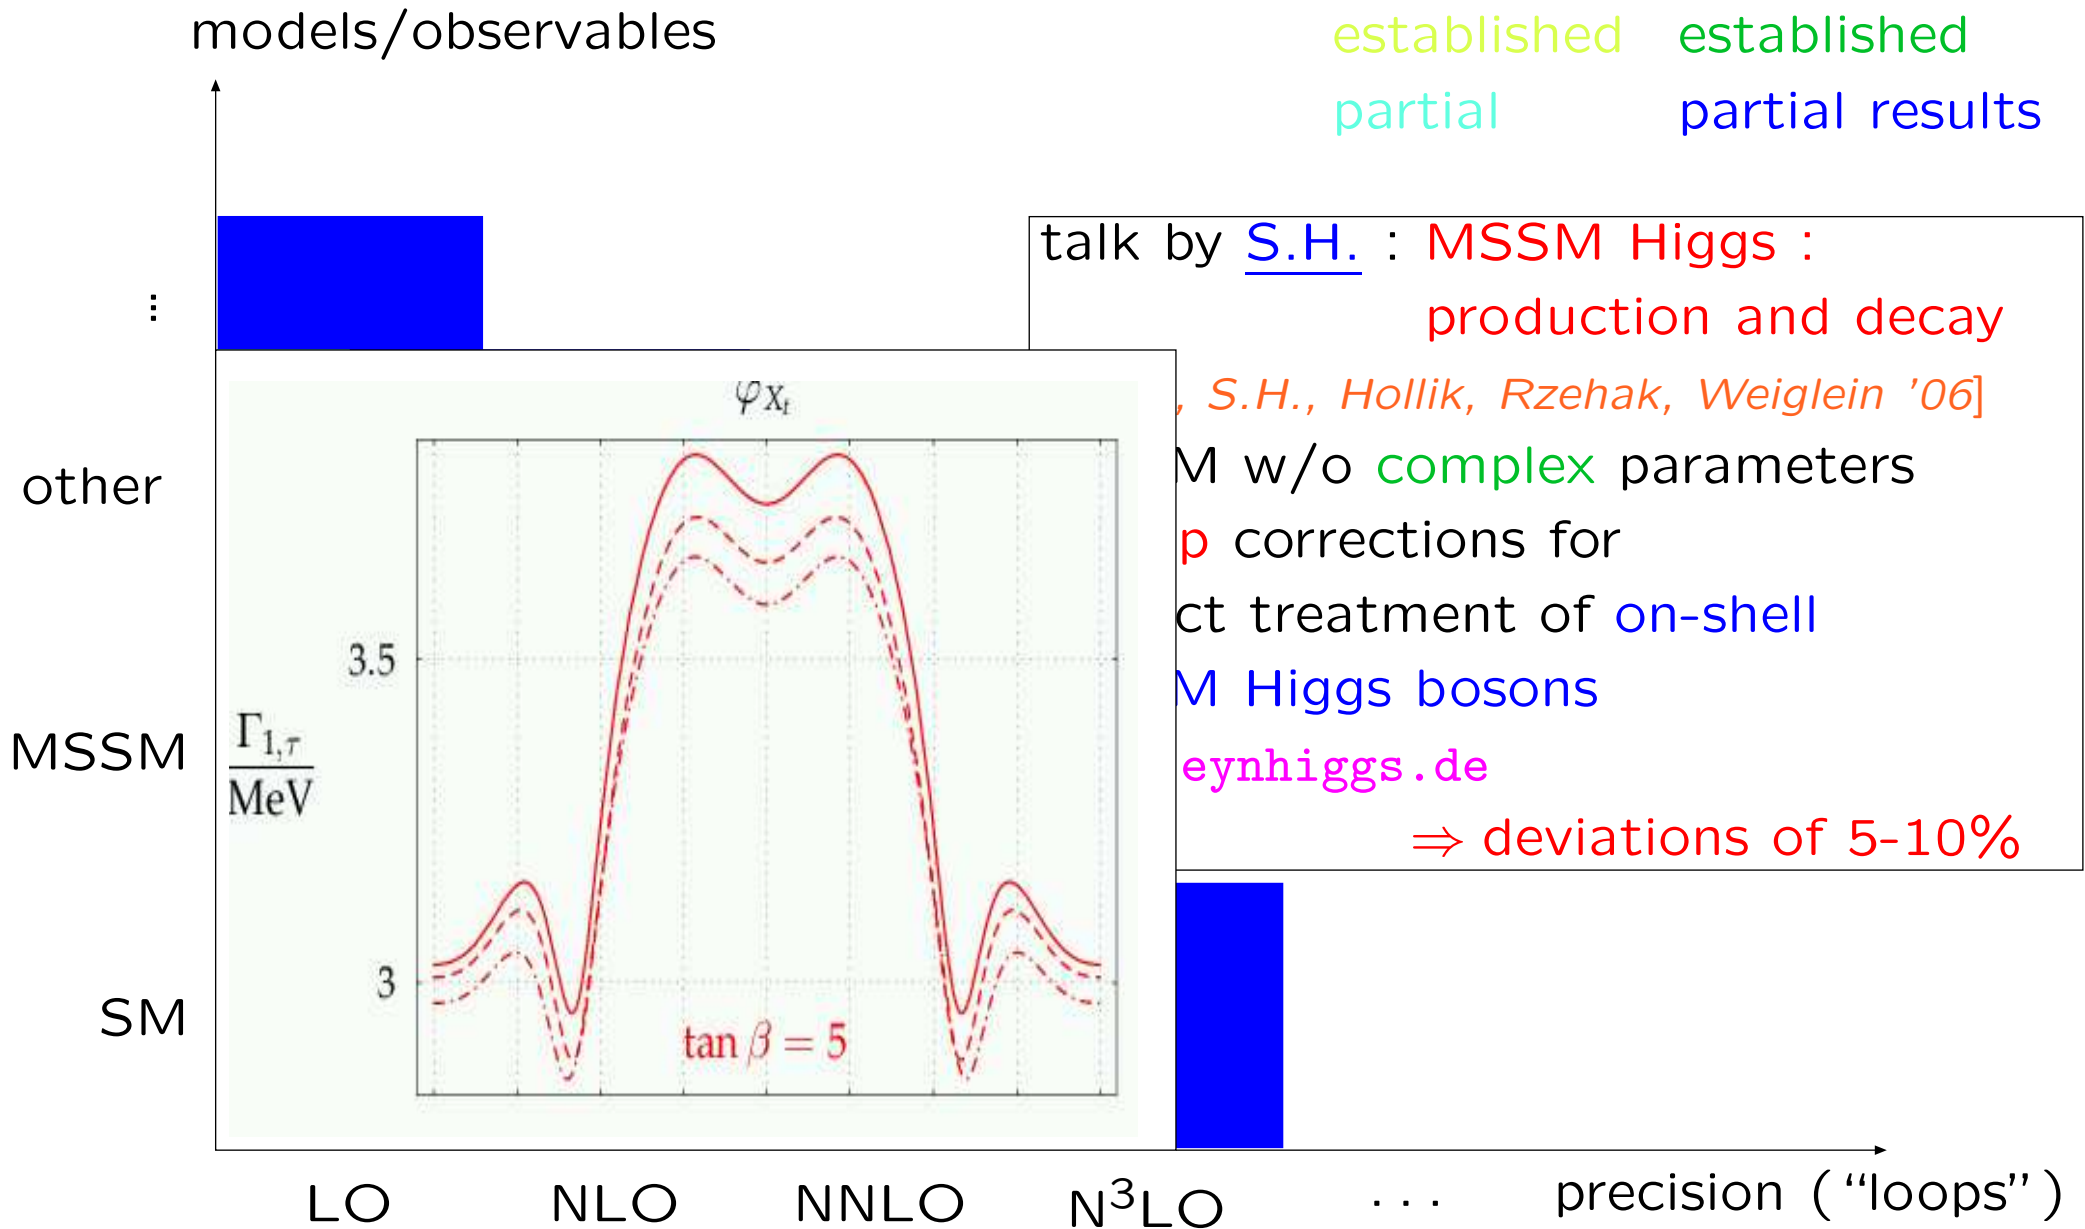 models/observables
established established
partial partial results
talk by S.H. : MSSM Higgs :
production and decay
, S.H., Hollik, Rzehak, Weiglein '06]
M w/o complex parameters
p corrections for
ct treatment of on-shell
M Higgs bosons
eynhiggs.de
⇒ deviations of 5-10%
...
other
MSSM
SM
φXt
3.5
Γ1,τ
MeV
3
tan β = 5
LO NLO NNLO N³LO ... precision (“loops”)